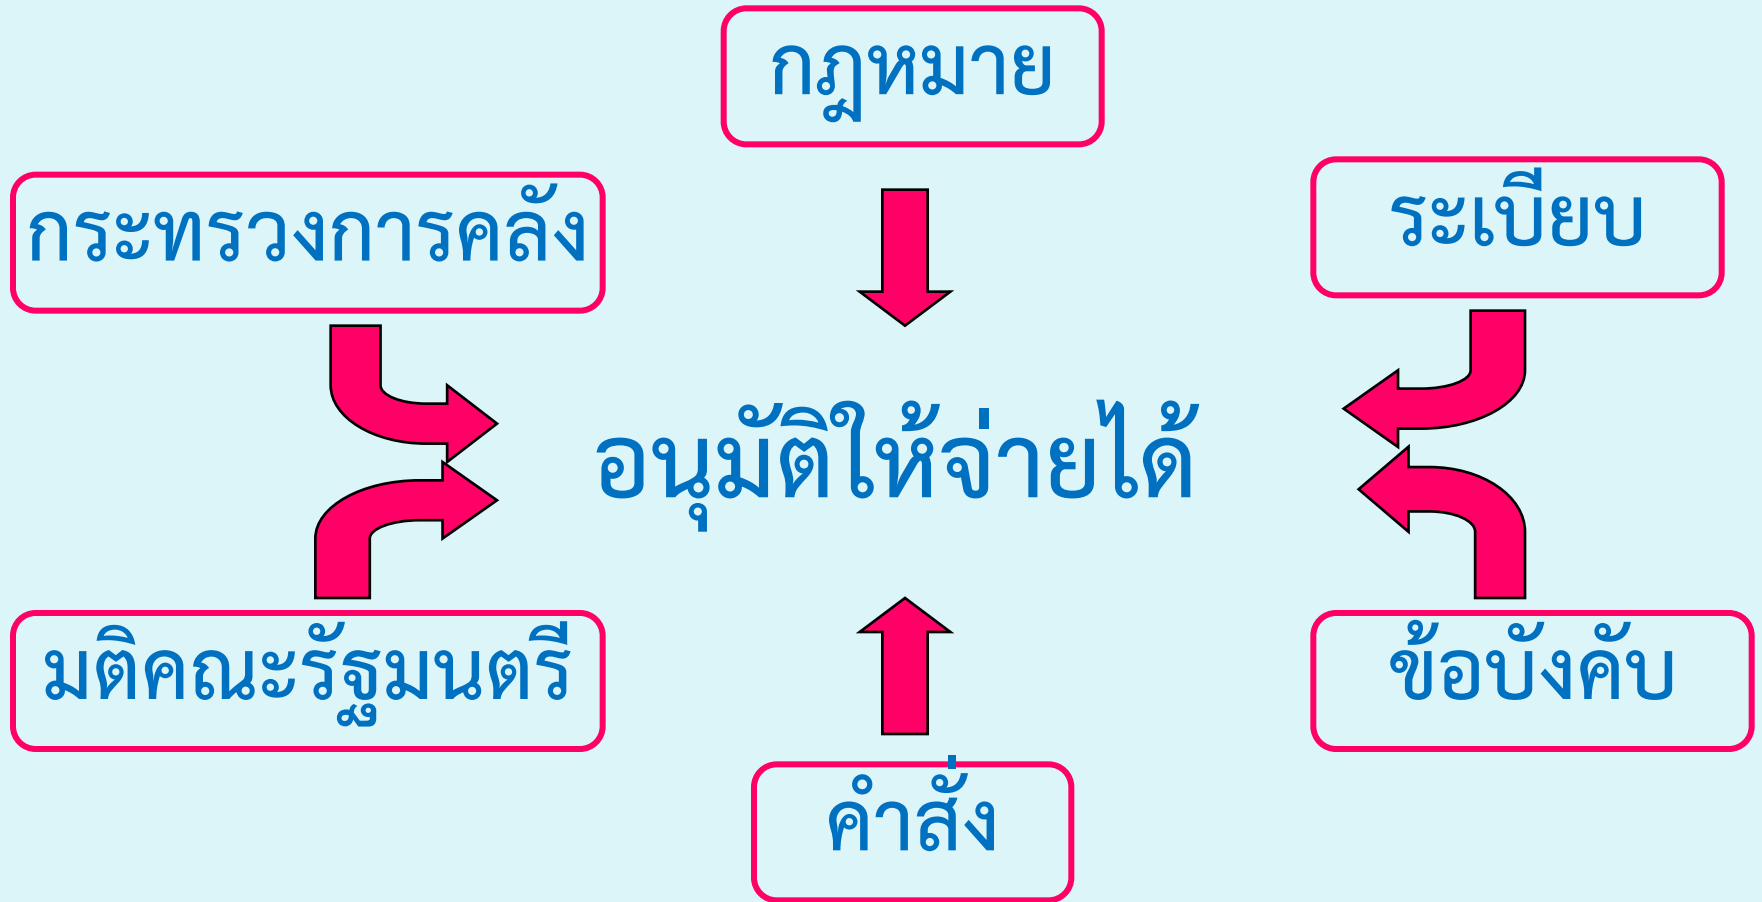 กฎหมาย
กระทรวงการคลัง
ระเบียบ
อนุมัติให้จ่ายได้
มติคณะรัฐมนตรี
ข้อบังคับ
คำสั่ง